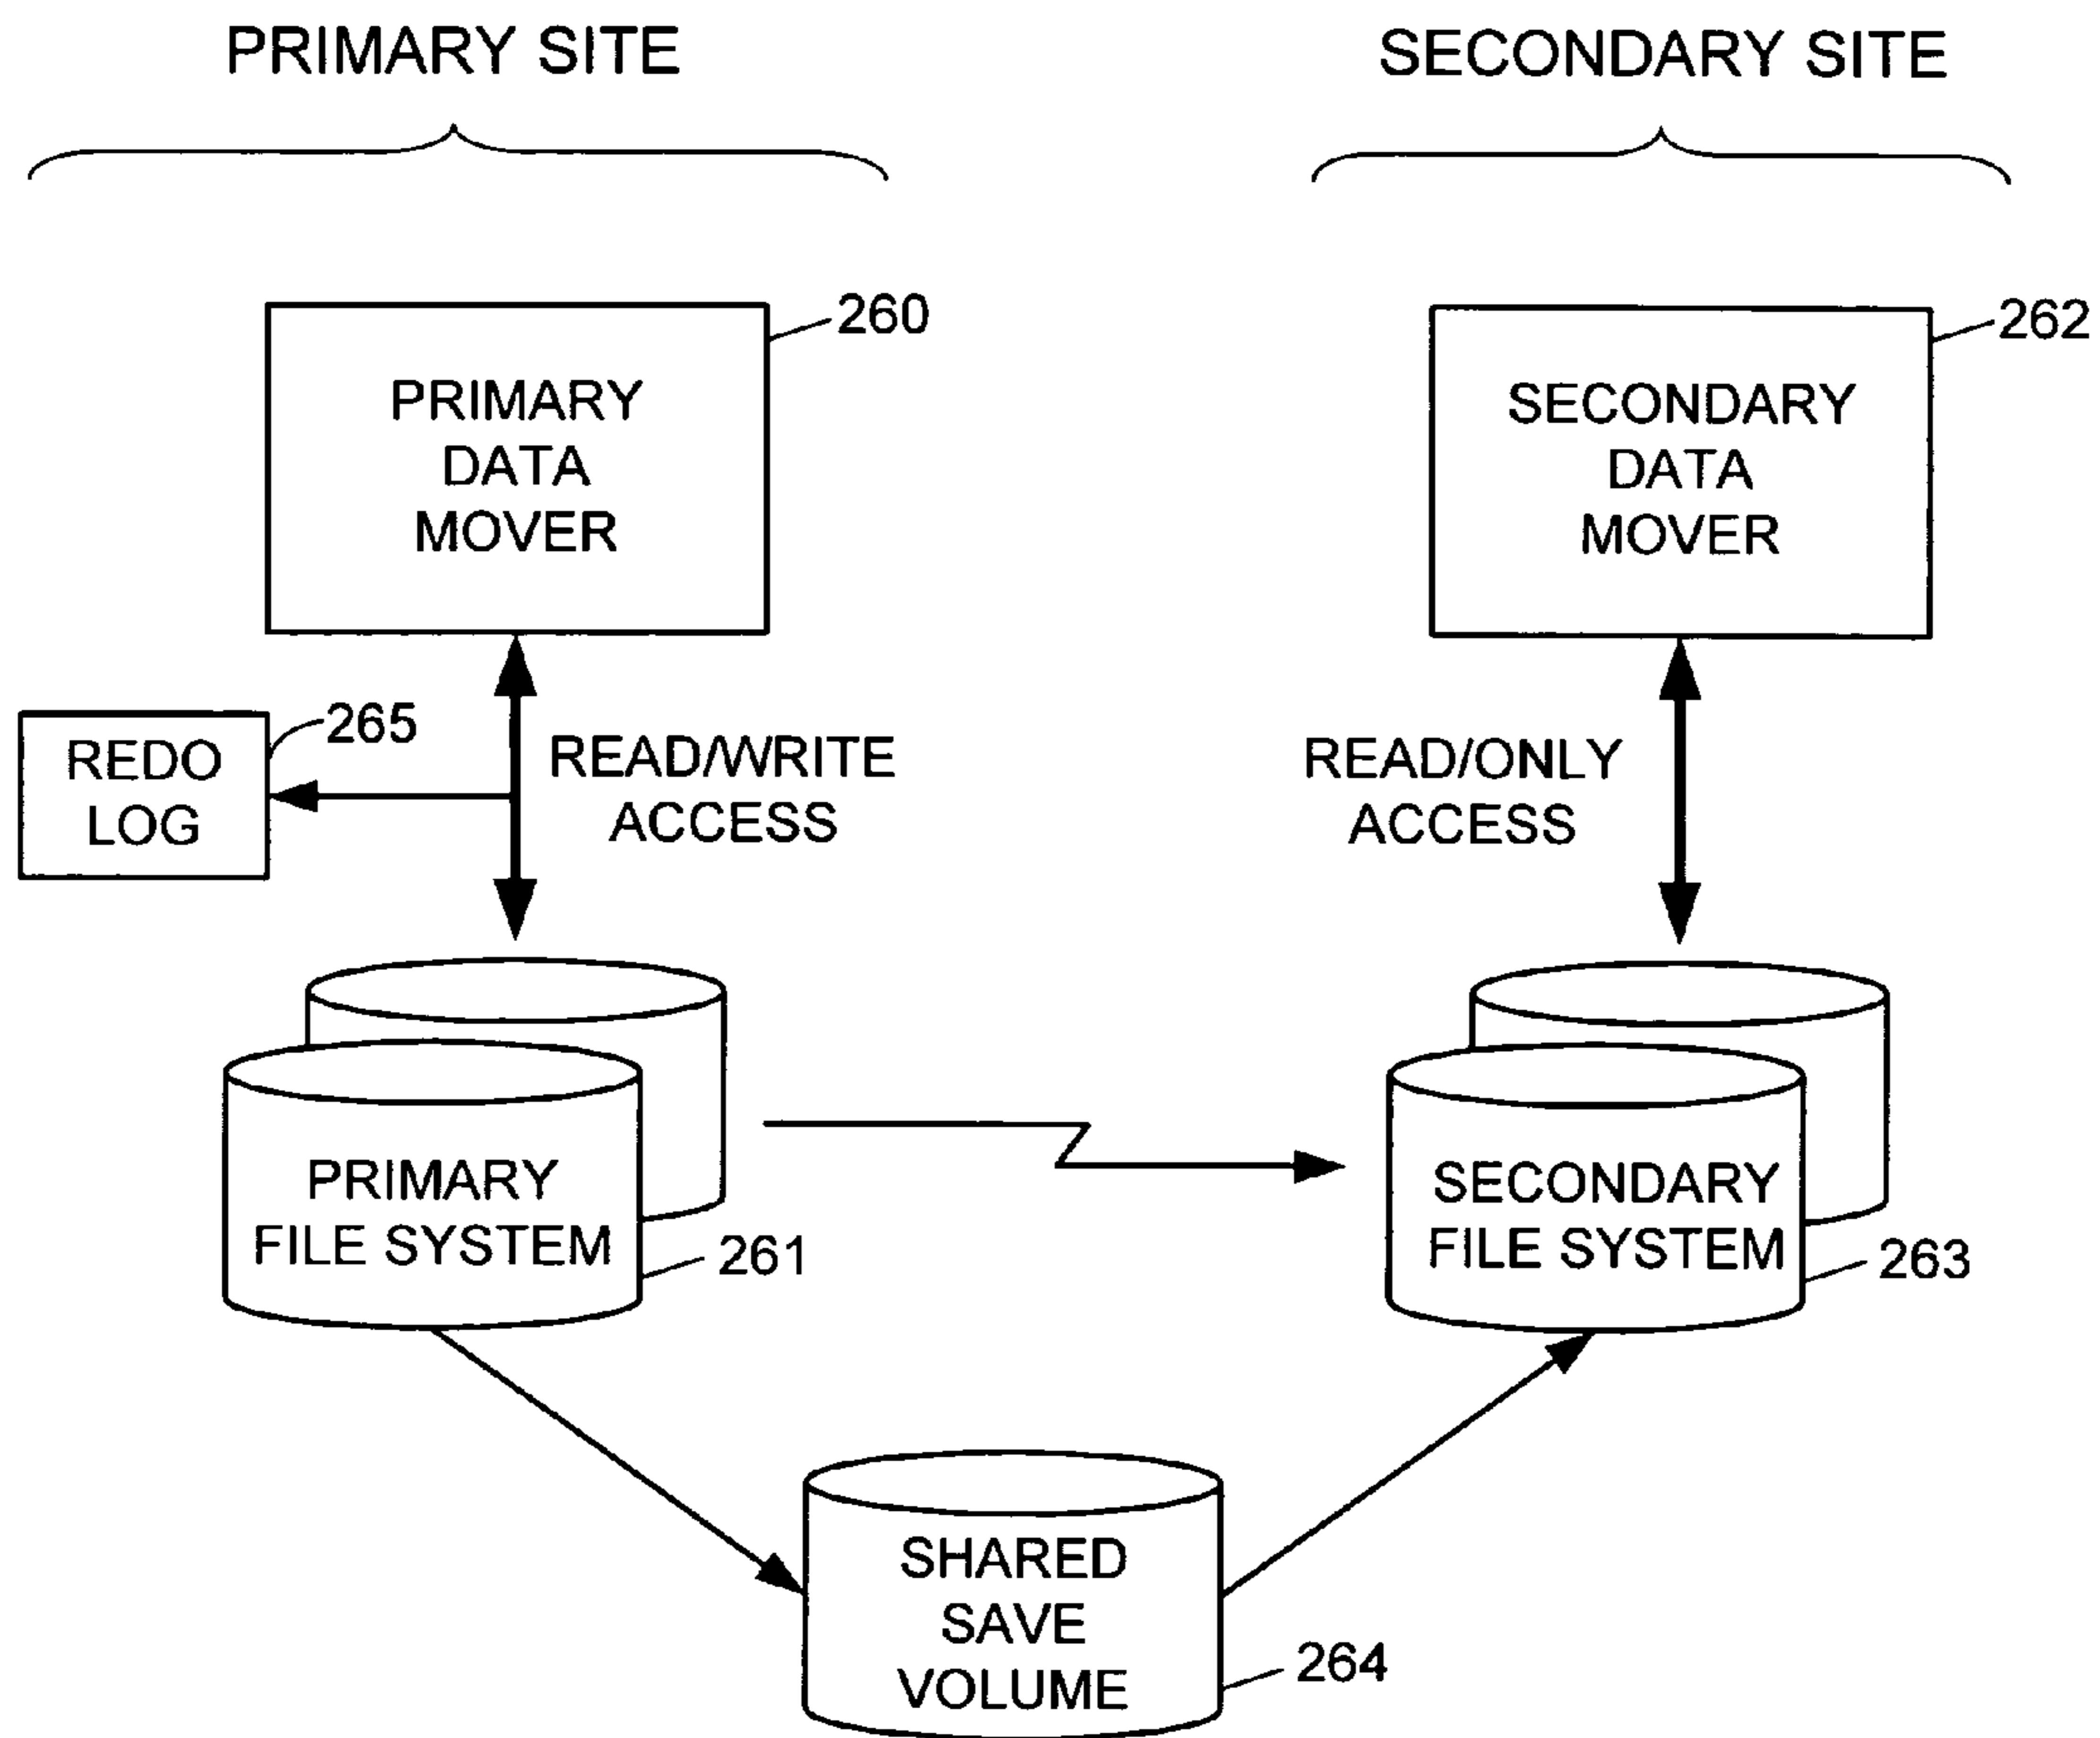 PRIMARY SITE
SECONDARY SITE
260
262
PRIMARY
DATA
MOVER
SECONDARY
DATA
MOVER
265
REDO
LOG
READ/WRITE
ACCESS
READ/ONLY
ACCESS
PRIMARY
FILE SYSTEM
261
SECONDARY
FILE SYSTEM
263
SHARED
SAVE
VOLUME
264